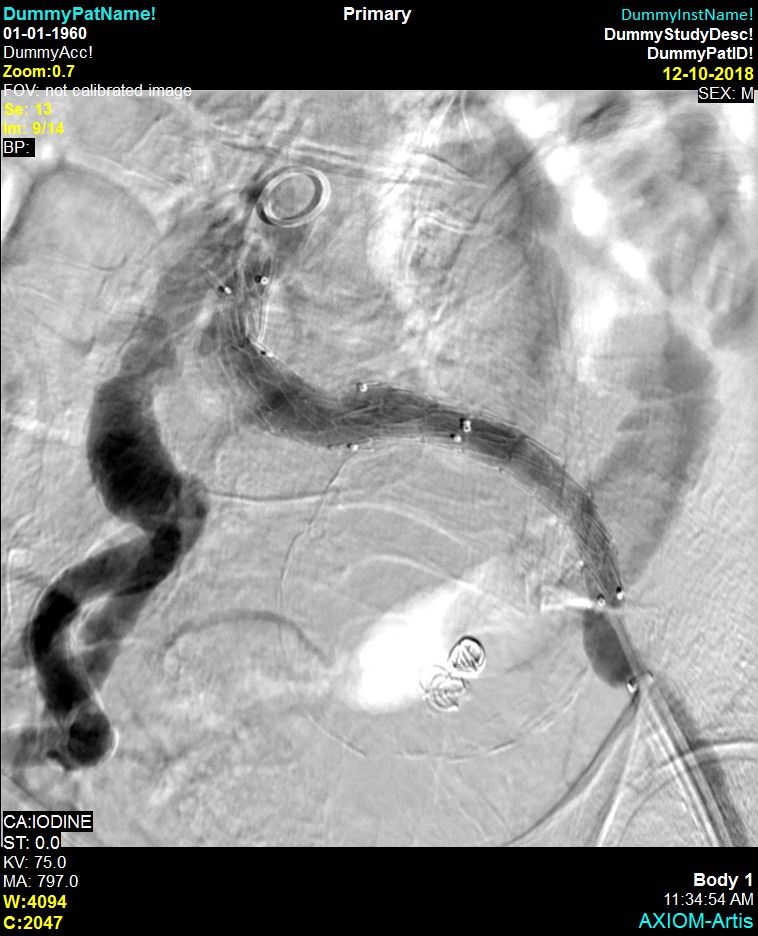 DummyPatName!
Primary
DummyInstName!
01-01-1960
DummyStudyDesc!
DummyAcc!
DummyPatID!
Zoom:0.7
12-10-2018
FOV: not calibrated image
SEX: M
Se: 13
Im: 9/14
BP:
CA:IODINE
ST: 0.0
KV: 75.0
MA: 797.0
Body 1
W:4094
11:34:54 AM
C:2047
AXIOM-Artis